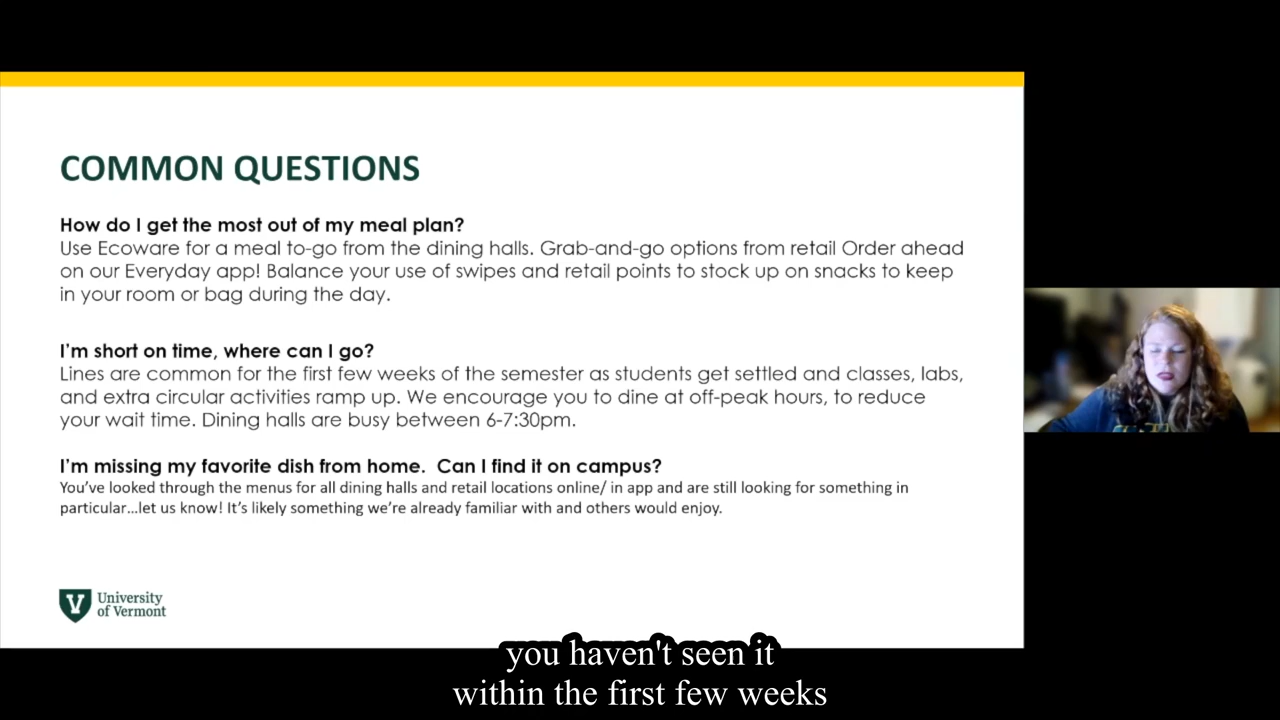 COMMON QUESTIONS
How do I get the most out of my meal plan?
Use Ecoware for a meal to-go from the dining halls. Grab-and-go options from retail Order ahead
on our Everyday app! Balance your use of swipes and retail points to stock up on snacks to keep
in your room or bag during the day.
I'm short on time, where can I go?
Lines are common for the first few weeks of the semester as students get settled and classes, labs,
and extra circular activities ramp up. We encourage you to dine at off-peak hours, to reduce
your wait time. Dining halls are busy between 6-7:30pm.
I'm missing my favorite dish from home.  Can I find it on campus?
You've looked through the menus for all dining halls and retail locations online/ in app and are still looking for something in
particular...let us know! It's likely something we're already familiar with and others would enjoy.
University
of Vermont
you haven't seen it
within the first few weeks